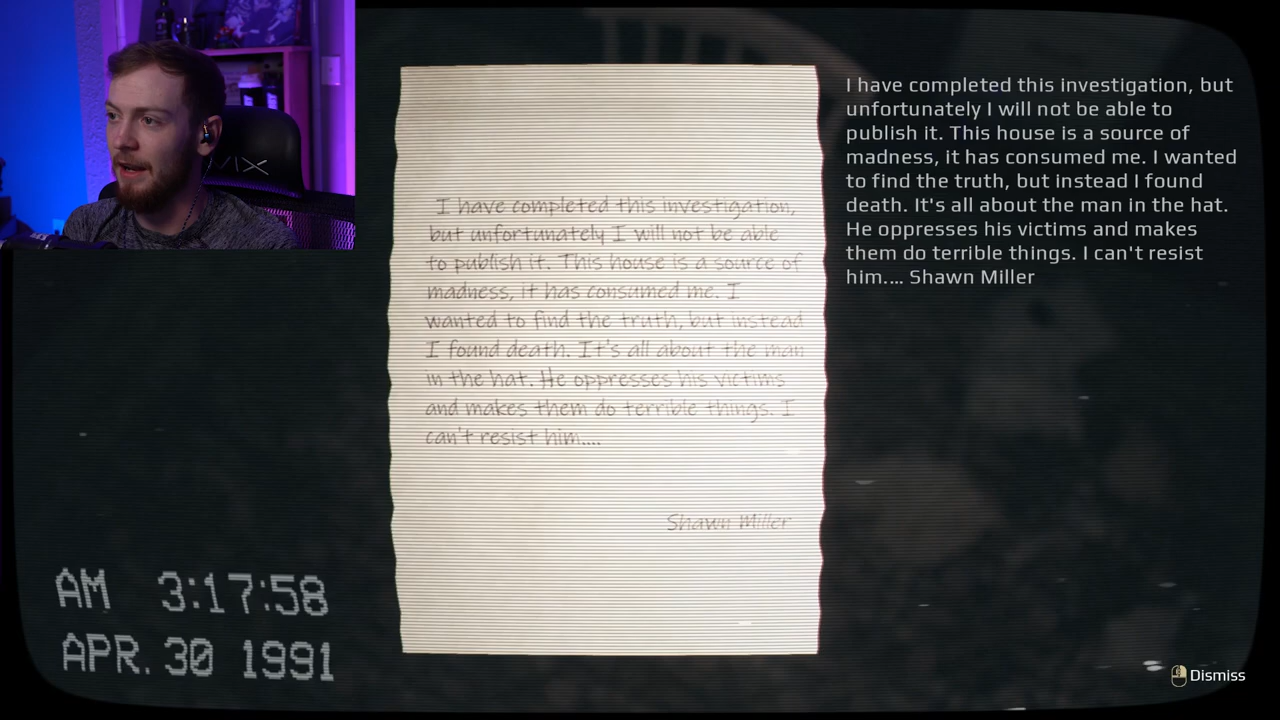 I have completed this investigation,
but unfortunately I will not be able
to publish it. This house is a source of
madness, it has consumed me. I
wanted to find the truth, but instead
I found death. It's all about the man
in the hat. He oppresses his victims
and makes them do terrible things. I
can't resist him....
Shawn Miller
I have completed this investigation, but
unfortunately I will not be able to
publish it. This house is a source of
madness, it has consumed me. I wanted
to find the truth, but instead I found
death. It's all about the man in the hat.
He oppresses his victims and makes
them do terrible things. I can't resist
him.... Shawn Miller
AM 3:17:58
APR. 30 1991
Dismiss